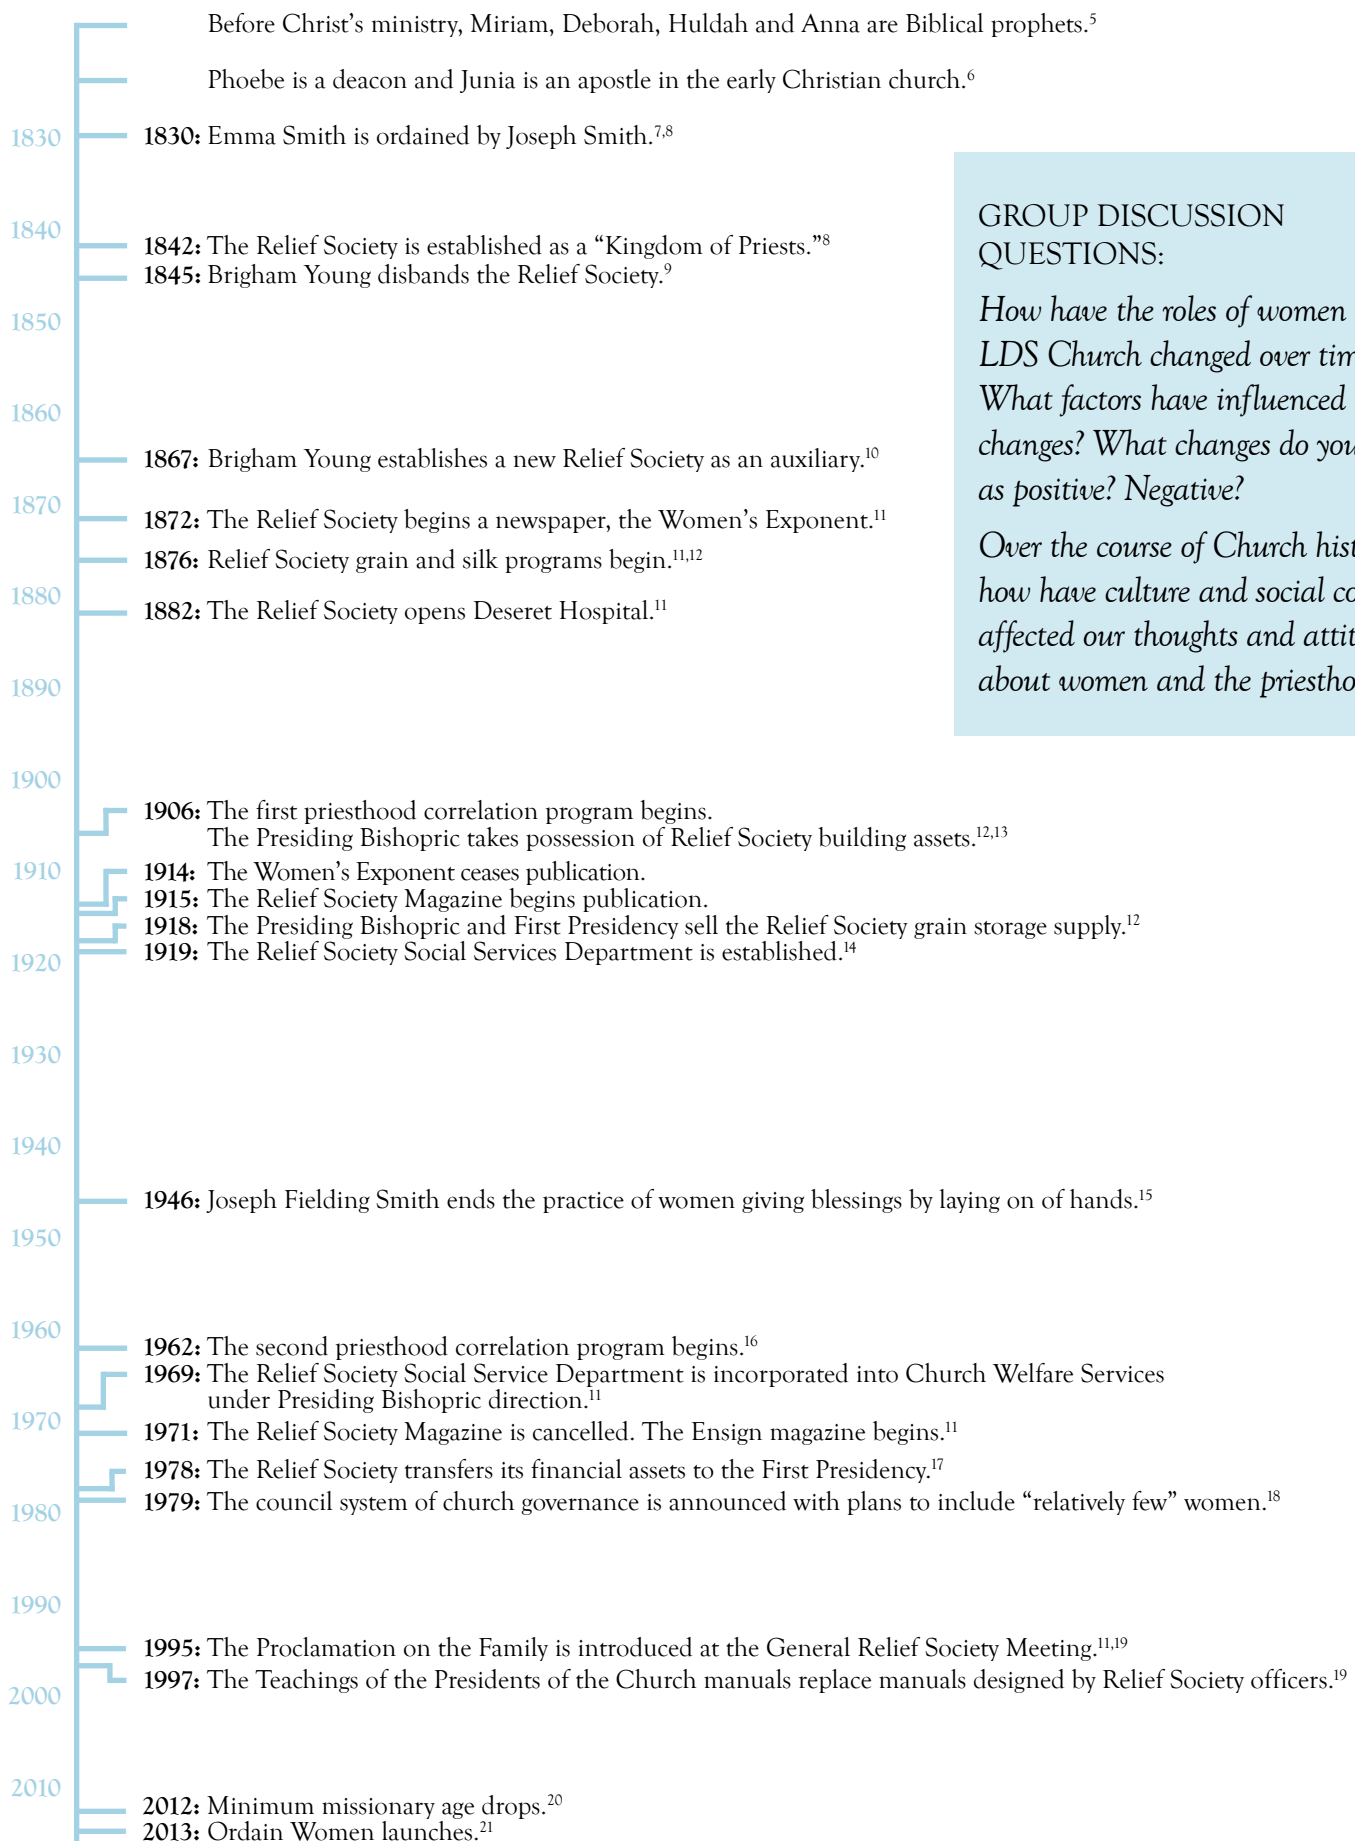 Before Christ’s ministry, Miriam, Deborah, Huldah and Anna are Biblical prophets.⁵
Phoebe is a deacon and Junia is an apostle in the early Christian church.⁶
1830
1830: Emma Smith is ordained by Joseph Smith.⁷,⁸
1840
1842: The Relief Society is established as a “Kingdom of Priests.”⁸
1845: Brigham Young disbands the Relief Society.⁹
1850
1860
1867: Brigham Young establishes a new Relief Society as an auxiliary.¹⁰
1870
1872: The Relief Society begins a newspaper, the Women’s Exponent.¹¹
1876: Relief Society grain and silk programs begin.¹¹,¹²
1880
1882: The Relief Society opens Deseret Hospital.¹¹
1890
GROUP DISCUSSION
QUESTIONS:
How have the roles of women
LDS Church changed over tim
What factors have influenced
changes? What changes do you
as positive? Negative?
Over the course of Church hist
how have culture and social co
affected our thoughts and attit
about women and the priestho
1900
1906: The first priesthood correlation program begins.
The Presiding Bishopric takes possession of Relief Society building assets.¹²,¹³
1910
1914: The Women’s Exponent ceases publication.
1915: The Relief Society Magazine begins publication.
1918: The Presiding Bishopric and First Presidency sell the Relief Society grain storage supply.¹²
1919: The Relief Society Social Services Department is established.¹⁴
1920
1930
1940
1946: Joseph Fielding Smith ends the practice of women giving blessings by laying on of hands.¹⁵
1950
1960
1962: The second priesthood correlation program begins.¹⁶
1969: The Relief Society Social Service Department is incorporated into Church Welfare Services
under Presiding Bishopric direction.¹¹
1970
1971: The Relief Society Magazine is cancelled. The Ensign magazine begins.¹¹
1978: The Relief Society transfers its financial assets to the First Presidency.¹⁷
1979: The council system of church governance is announced with plans to include “relatively few” women.¹⁸
1980
1990
1995: The Proclamation on the Family is introduced at the General Relief Society Meeting.¹¹,¹⁹
1997: The Teachings of the Presidents of the Church manuals replace manuals designed by Relief Society officers.¹⁹
2000
2010
2012: Minimum missionary age drops.²⁰
2013: Ordain Women launches.²¹